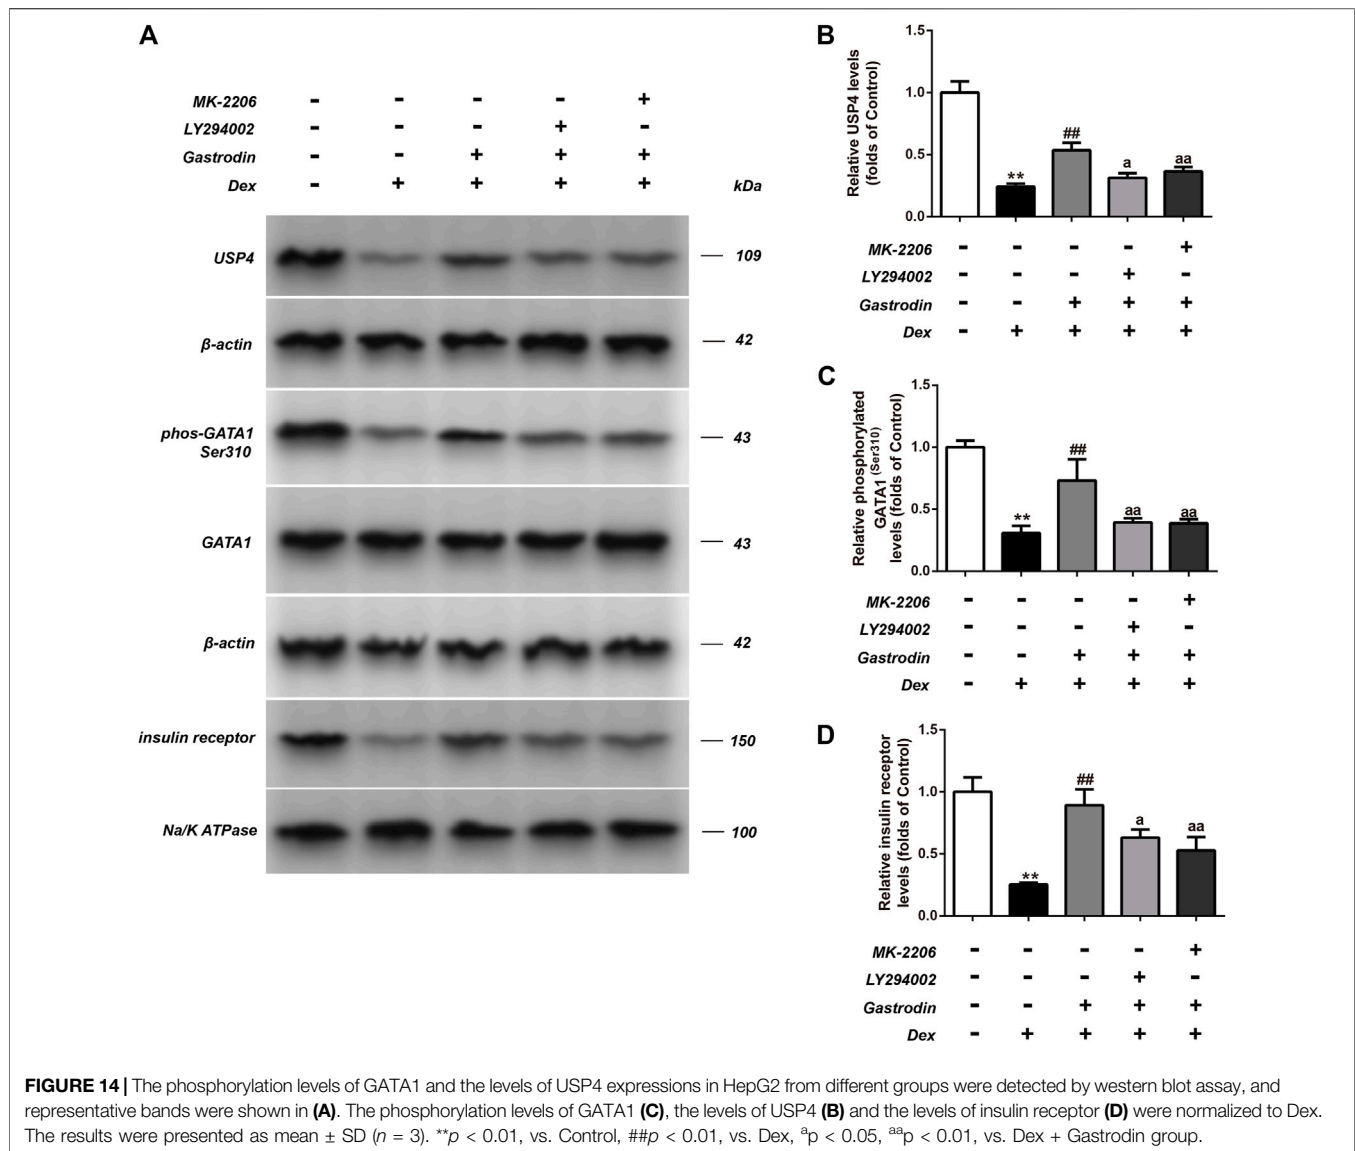 A
MK-2206 - - - - +
LY294002 - - - + -
Gastrodin - - + + +
Dex - + + + + kDa
USP4 109
β-actin 42
phos-GATA1
Ser310 43
GATA1 43
β-actin 42
insulin receptor 150
Na/K ATPase 100
B
Relative USP4 levels
(folds of Control)
1.5
1.0
0.5
0.0
** ## a aa
MK-2206 - - - - +
LY294002 - - - + -
Gastrodin - - + + +
Dex - + + + +
C
Relative phosphorylated
GATA1 (Ser310)
levels (folds of Control)
1.5
1.0
0.5
0.0
** ## aa aa
MK-2206 - - - - +
LY294002 - - - + -
Gastrodin - - + + +
Dex - + + + +
D
Relative insulin receptor
levels (folds of Control)
1.5
1.0
0.5
0.0
** ## a aa
MK-2206 - - - - +
LY294002 - - - + -
Gastrodin - - + + +
Dex - + + + +
FIGURE 14 | The phosphorylation levels of GATA1 and the levels of USP4 expressions in HepG2 from different groups were detected by western blot assay, and
representative bands were shown in (A). The phosphorylation levels of GATA1 (C), the levels of USP4 (B) and the levels of insulin receptor (D) were normalized to Dex.
The results were presented as mean ± SD (n = 3). **p < 0.01, vs. Control, ##p < 0.01, vs. Dex, ap < 0.05, aap < 0.01, vs. Dex + Gastrodin group.